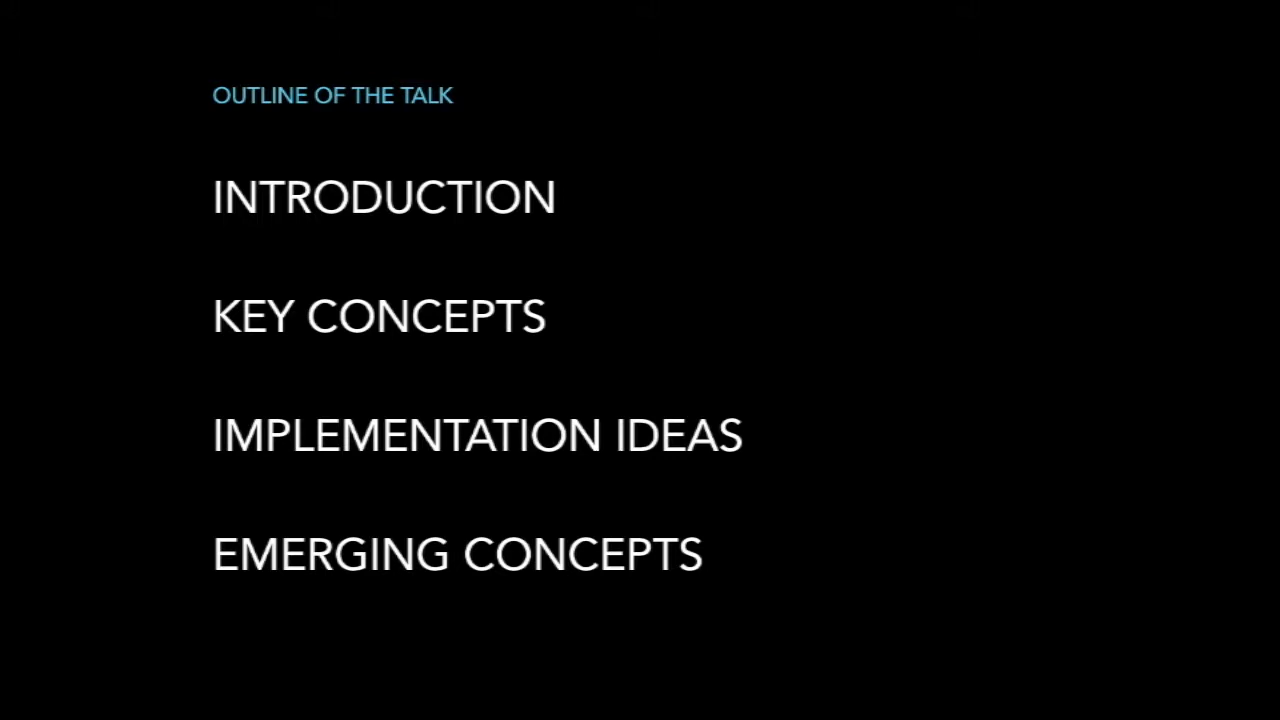 OUTLINE OF THE TALK
INTRODUCTION
KEY CONCEPTS
IMPLEMENTATION IDEAS
EMERGING CONCEPTS